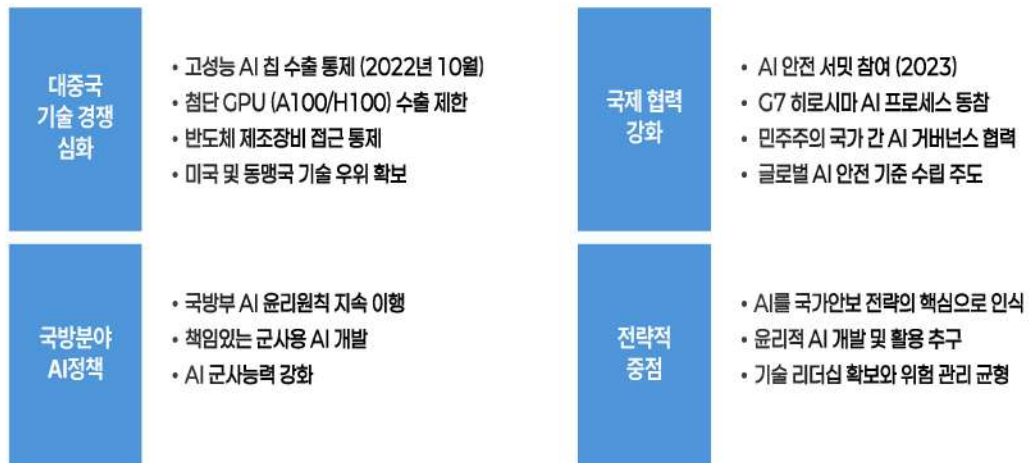 대중국
기술 경쟁
심화
• 고성능 AI 칩 수출 통제 (2022년 10월)
• 첨단 GPU (A100/H100) 수출 제한
• 반도체 제조장비 접근 통제
• 미국 및 동맹국 기술 우위 확보
국제 협력
강화
• AI 안전 서밋 참여 (2023)
• G7 히로시마 AI 프로세스 동참
• 민주주의 국가 간 AI 거버넌스 협력
• 글로벌 AI 안전 기준 수립 주도
국방분야
AI정책
• 국방부 AI 윤리원칙 지속 이행
• 책임있는 군사용 AI 개발
• AI 군사능력 강화
전략적
중점
• AI를 국가안보 전략의 핵심으로 인식
• 윤리적 AI 개발 및 활용 추구
• 기술 리더십 확보와 위험 관리 균형